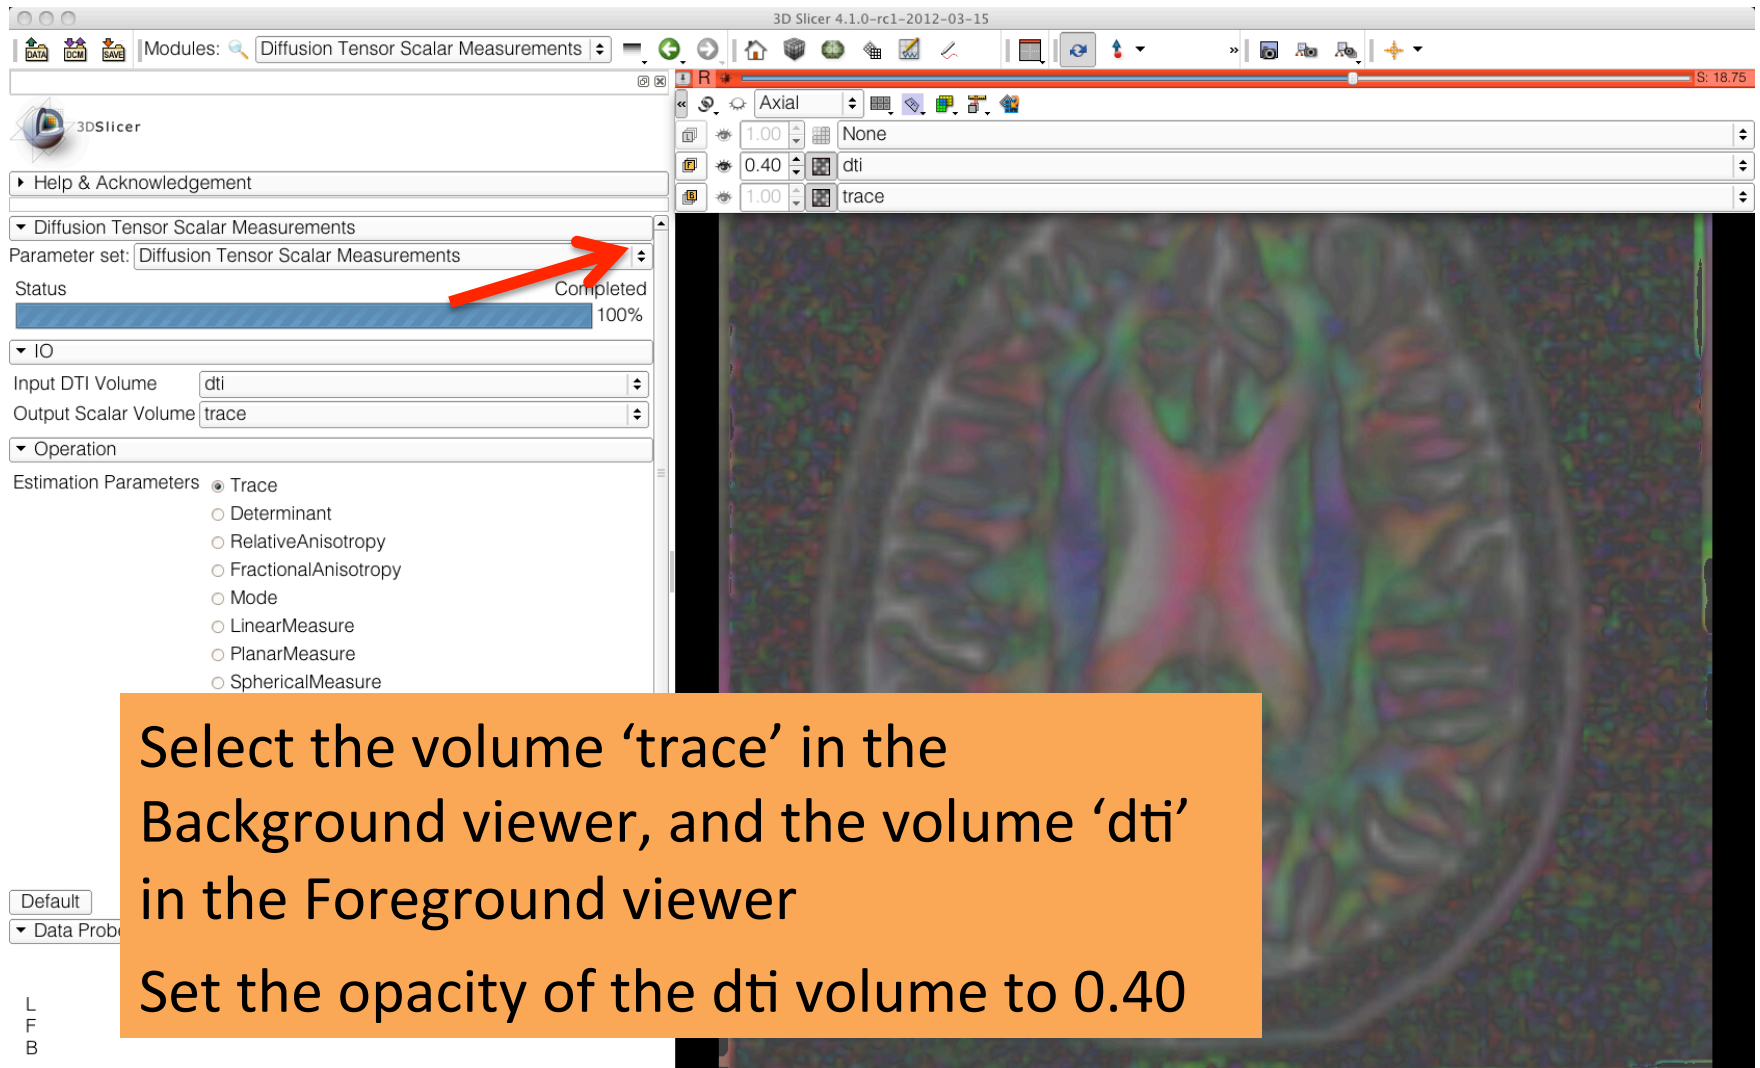 3D Slicer 4.1.0-rc1-2012-03-15
DATA DCM SAVE Modules: Diffusion Tensor Scalar Measurements »
R S: 18.75
« Axial
3DSlicer
L 1.00 None
F 0.40 dti
B 1.00 trace
Help & Acknowledgement
Diffusion Tensor Scalar Measurements
Parameter set: Diffusion Tensor Scalar Measurements
Status Completed
100%
IO
Input DTI Volume dti
Output Scalar Volume trace
Operation
Estimation Parameters Trace
Determinant
RelativeAnisotropy
FractionalAnisotropy
Mode
LinearMeasure
PlanarMeasure
SphericalMeasure
Select the volume ‘trace’ in the
Background viewer, and the volume ‘dti’
in the Foreground viewer
Set the opacity of the dti volume to 0.40
Default
Data Probe
L
F
B